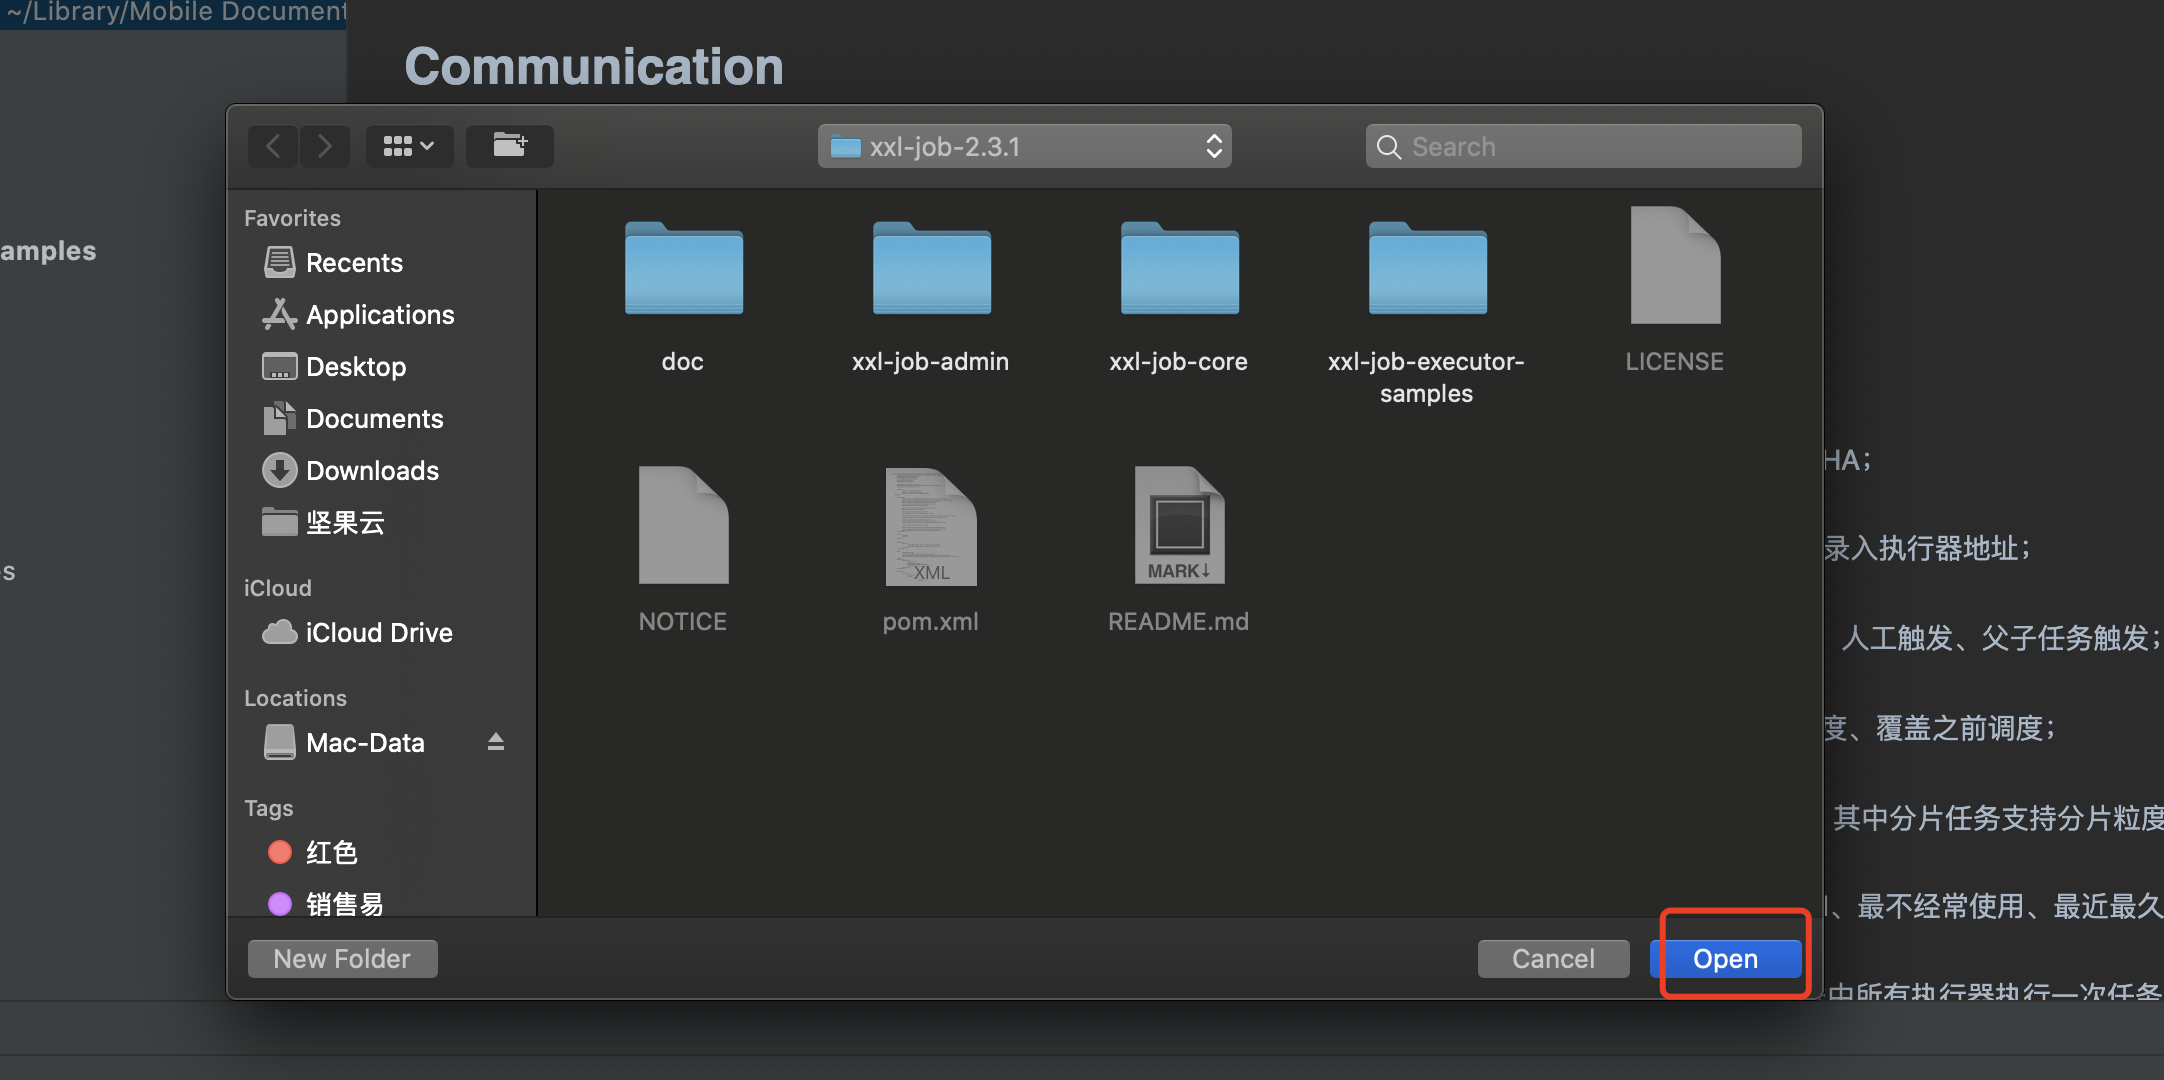 ~/Library/Mobile Document
Communication
xxl-job-2.3.1
Search
Favorites
Recents
Applications
Desktop
Documents
Downloads
坚果云
iCloud
iCloud Drive
Locations
Mac-Data
Tags
红色
销售易
doc
xxl-job-admin
xxl-job-core
xxl-job-executor-
samples
LICENSE
NOTICE
XML
pom.xml
MARK↓
README.md
New Folder
Cancel
Open
amples
s
HA；
录入执行器地址；
人工触发、父子任务触发；
度、覆盖之前调度；
其中分片任务支持分片粒度
、最不经常使用、最近最久
中所有执行器执行一次任务